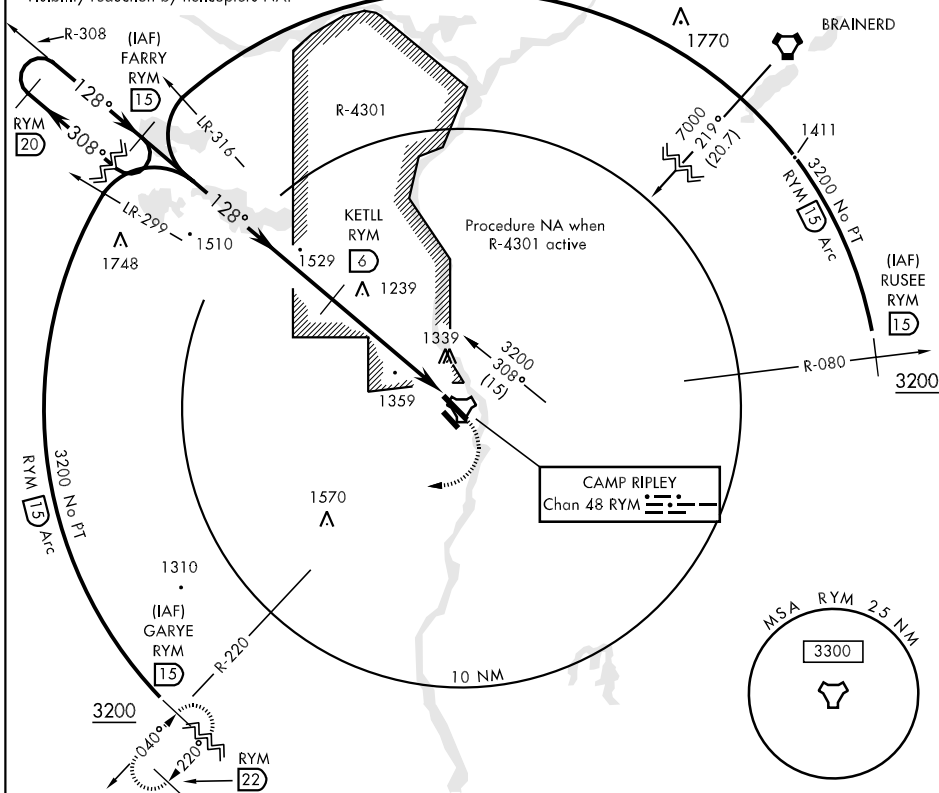 R-308
(IAF)
FARRY
RYM
15
128°
308°
RYM
20
LR-316
LR-299
128°
1510
1748
R-4301
KETLL
RYM
6
1529
1239
Procedure NA when
R-4301 active
1770
BRAINERD
7000
219°
(20.7)
1411
3200 No PT
RYM 15 Arc
(IAF)
RUSEE
RYM
15
R-080
3200
1339
3200
308°
(15)
1359
CAMP RIPLEY
Chan 48 RYM
1570
3200 No PT
RYM 15 Arc
1310
(IAF)
GARYE
RYM
15
R-220
10 NM
3200
040°
220°
RYM
22
MSA RYM 25 NM
3300